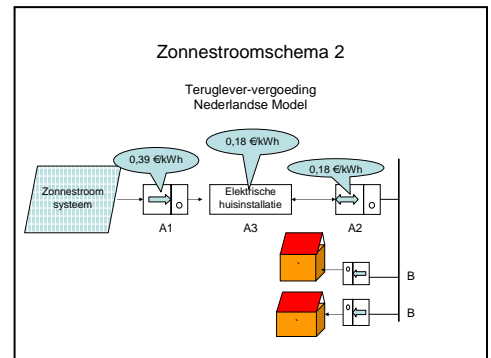 Zonnestroomschema 2
Teruglever-vergoeding
Nederlandse Model
0,39 €/kWh
0,18 €/kWh
0,18 €/kWh
Zonnestroom
systeem
Elektrische
huisinstallatie
A1
A3
A2
B
B